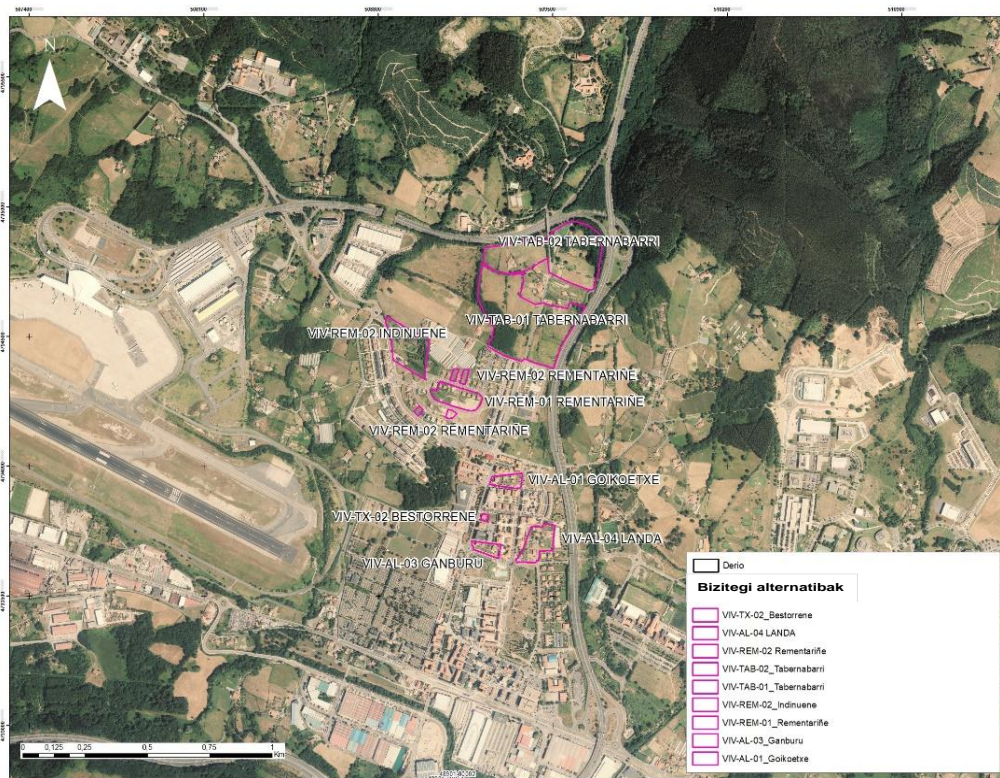 N
VIV-TAB-02 TABERNABARRI
VIV-TAB-01 TABERNABARRI
VIV-REM-02 INDINUENE
VIV-REM-02 REMENTARIÑE
VIV-REM-01 REMENTARIÑE
VIV-REM-02 REMENTARIÑE
VIV-AL-01 GOIKOETXE
VIV-TX-02 BESTORRENE
VIV-AL-04 LANDA
VIV-AL-03 GANBURU
Derio
Bizitegi alternatibak
VIV-TX-02_Bestorrene
VIV-AL-04 LANDA
VIV-REM-02 Rementariñe
VIV-TAB-02_Tabernabarri
VIV-TAB-01_Tabernabarri
VIV-REM-02_Indinuene
VIV-REM-01_Rementariñe
VIV-AL-03_Ganburu
VIV-AL-01_Goikoetxe
0 0,125 0,25 0,5 0,75 1
Km